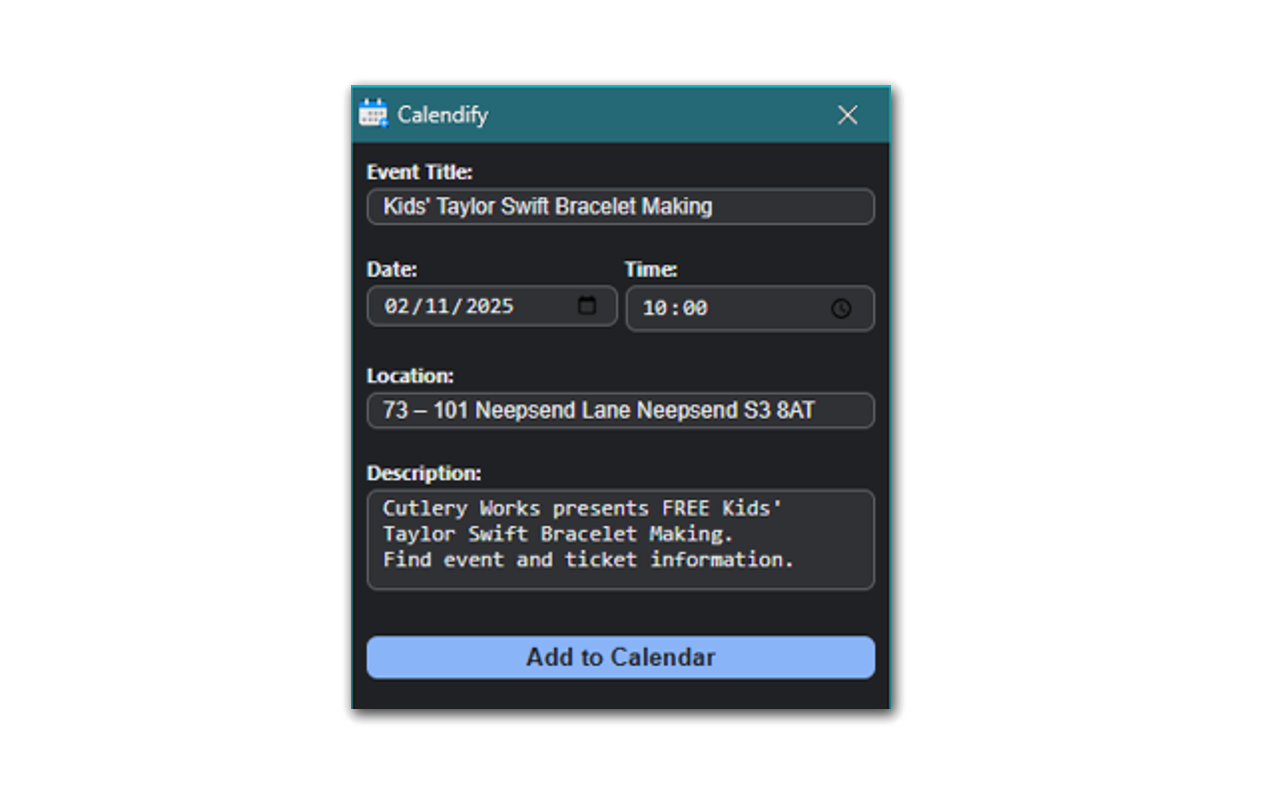 Calendify
Event Title:
Kids' Taylor Swift Bracelet Making
Date:
Time:
02/11/2025
10:00
Location:
73 – 101 Neepsend Lane Neepsend S3 8AT
Description:
Cutlery Works presents FREE Kids'
Taylor Swift Bracelet Making.
Find event and ticket information.
Add to Calendar